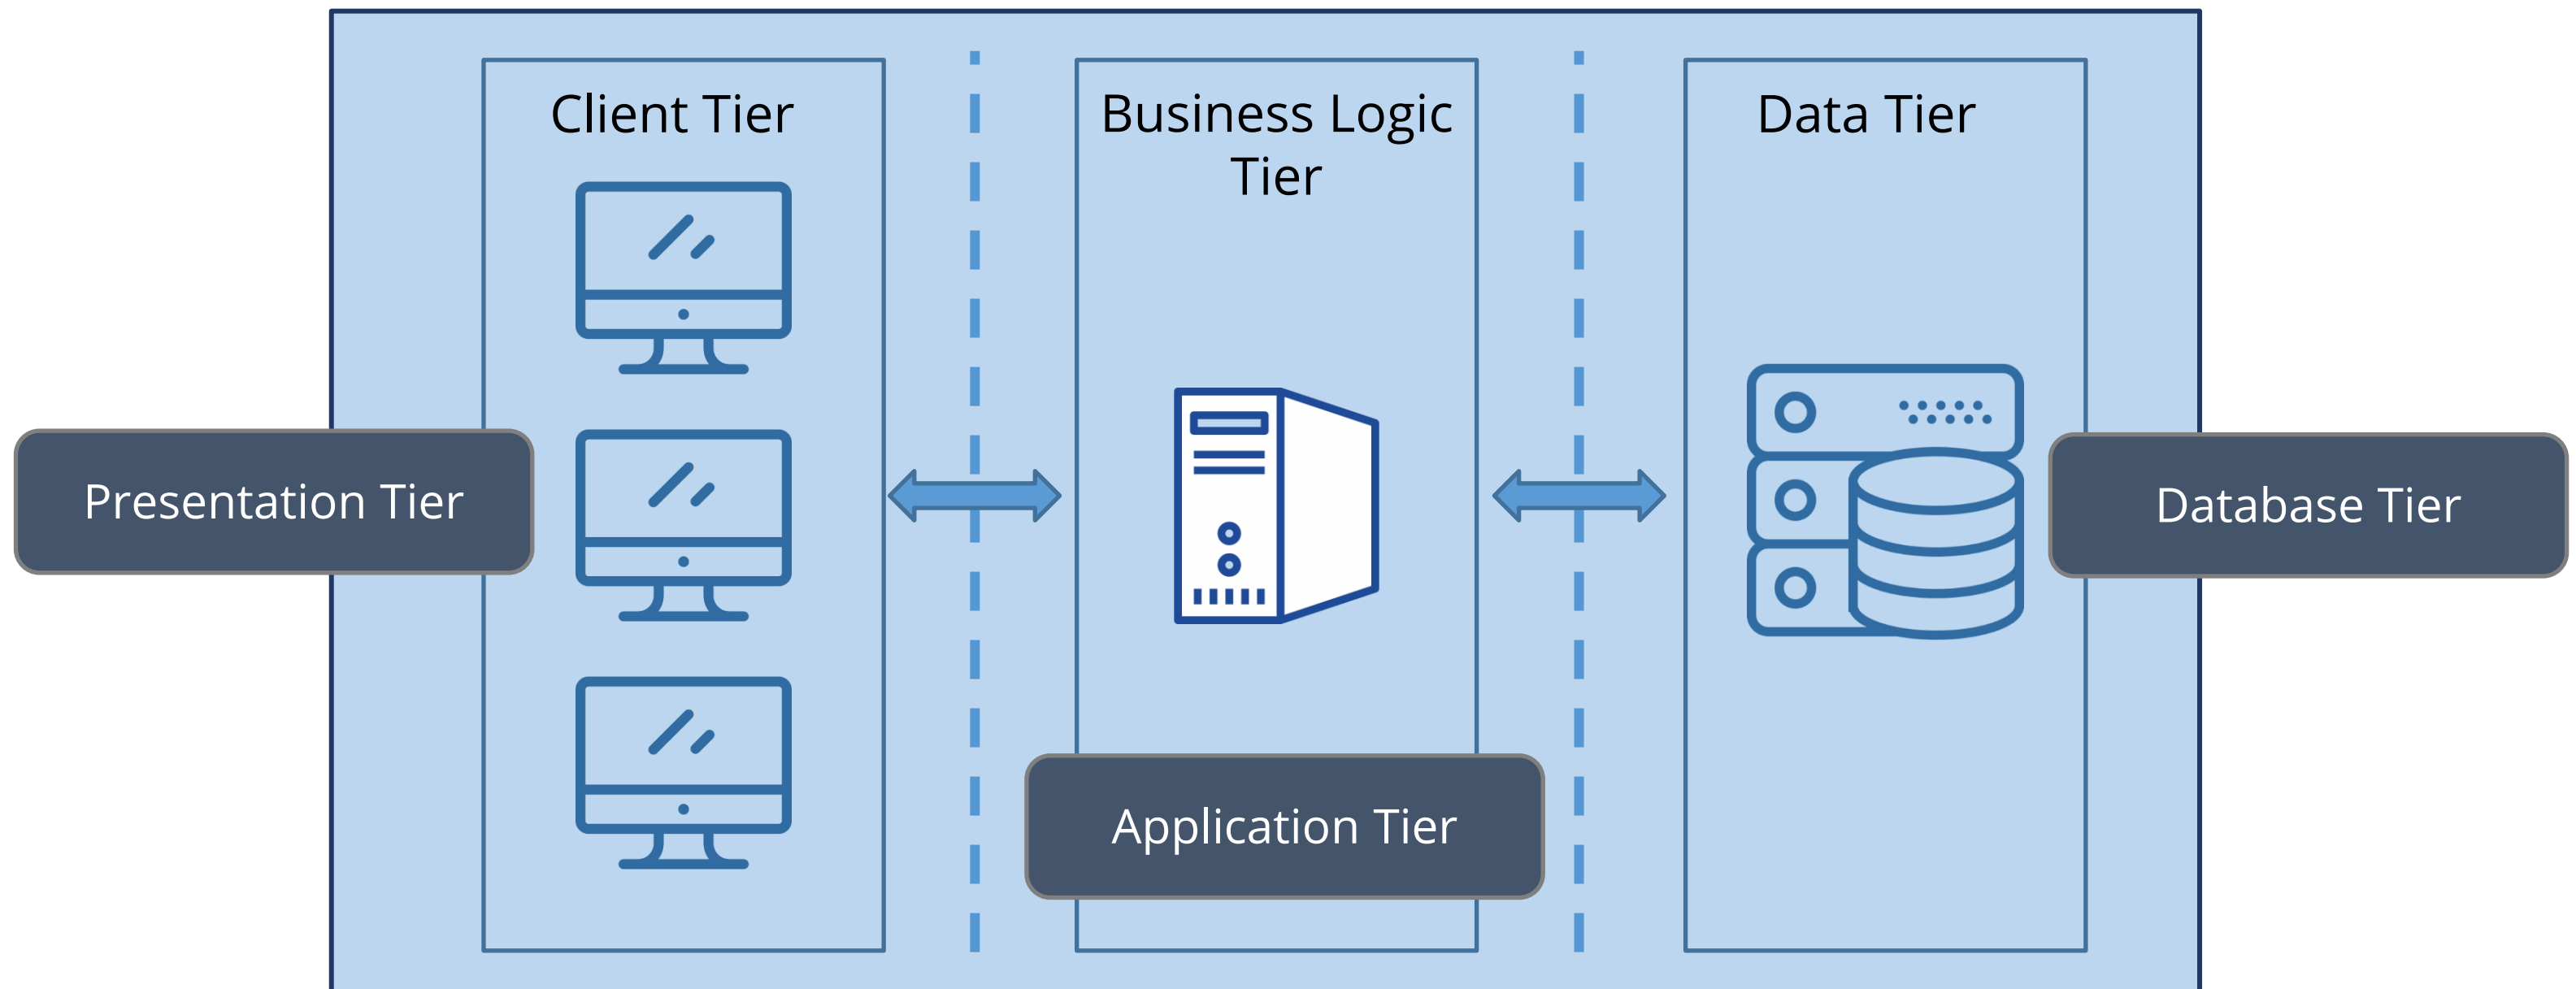 Client Tier
Business Logic
Tier
Data Tier
Presentation Tier
Database Tier
Application Tier